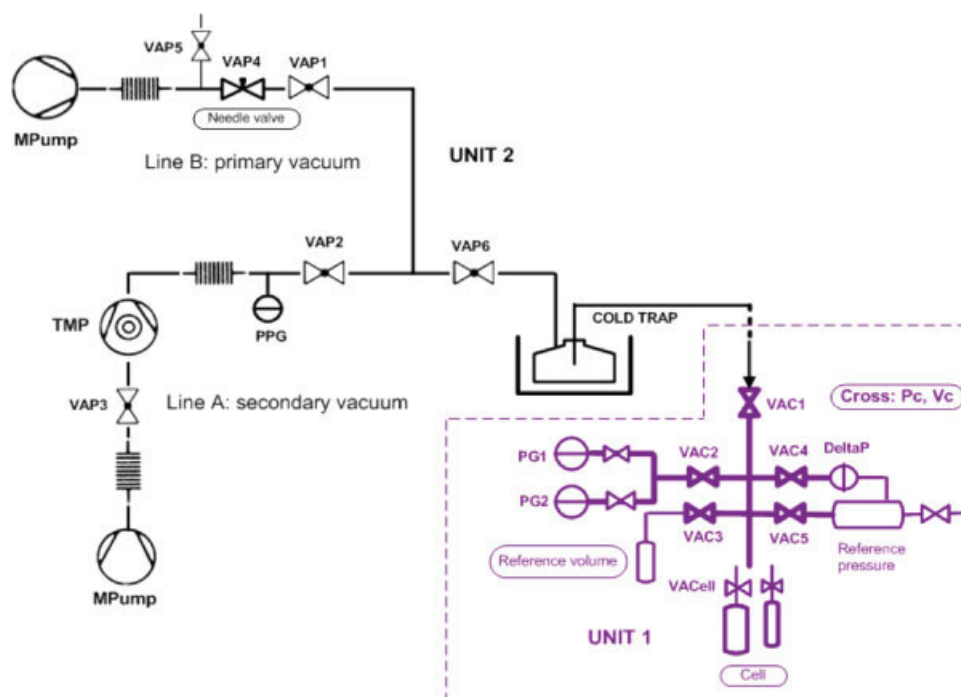 VAP5
VAP4
VAP1
Needle valve
MPump
Line B: primary vacuum
UNIT 2
VAP2
VAP6
TMP
PPG
COLD TRAP
VAP3
Line A: secondary vacuum
VAC1
Cross: Pc, Vc
PG1
VAC2
VAC4
DeltaP
PG2
VAC3
VAC5
Reference volume
Reference
pressure
MPump
VACell
UNIT 1
Cell